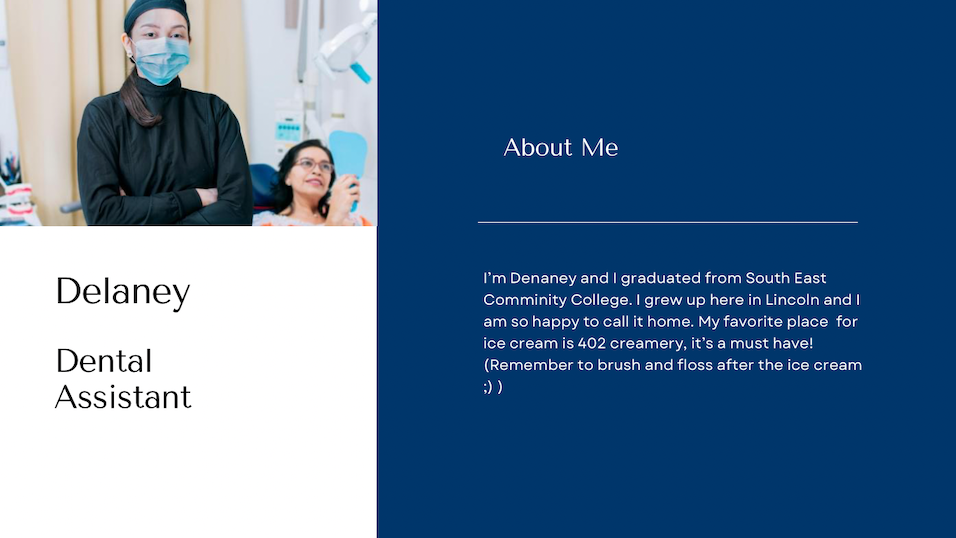 Delaney
Dental
Assistant
About Me
I'm Denaney and I graduated from South East
Comminity College. I grew up here in Lincoln and I
am so happy to call it home. My favorite place  for
ice cream is 402 creamery, it's a must have!
(Remember to brush and floss after the ice cream
;) )